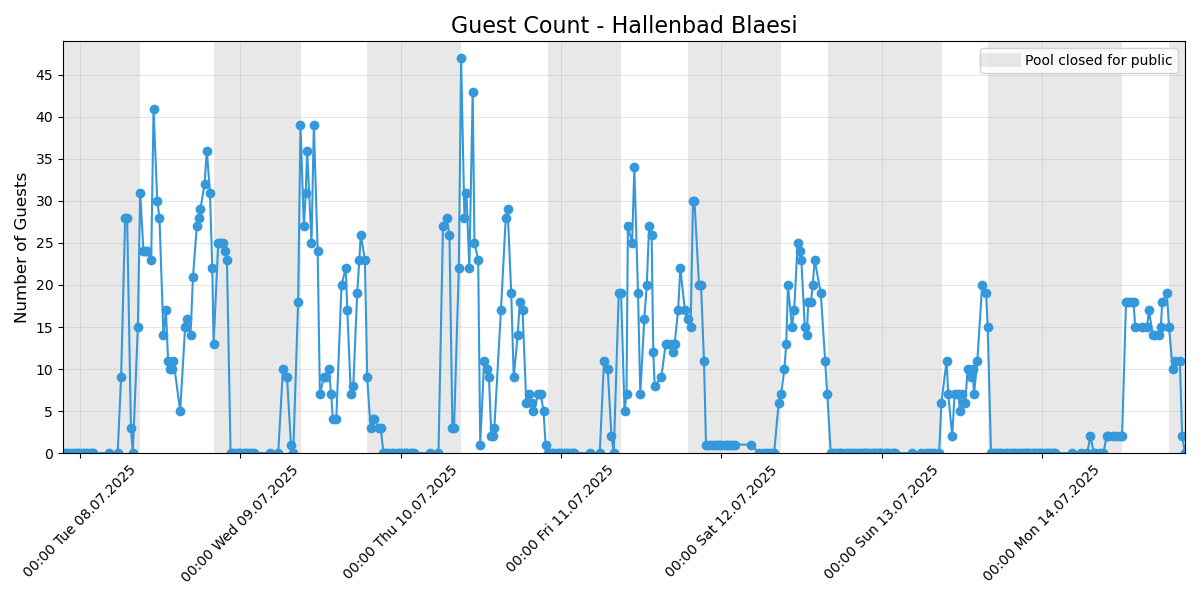 Guest Count - Hallenbad Blaesi
Pool closed for public
Number of Guests
45
40
35
30
25
20
15
10
5
0
00:00 Tue 08.07.2025
00:00 Wed 09.07.2025
00:00 Thu 10.07.2025
00:00 Fri 11.07.2025
00:00 Sat 12.07.2025
00:00 Sun 13.07.2025
00:00 Mon 14.07.2025